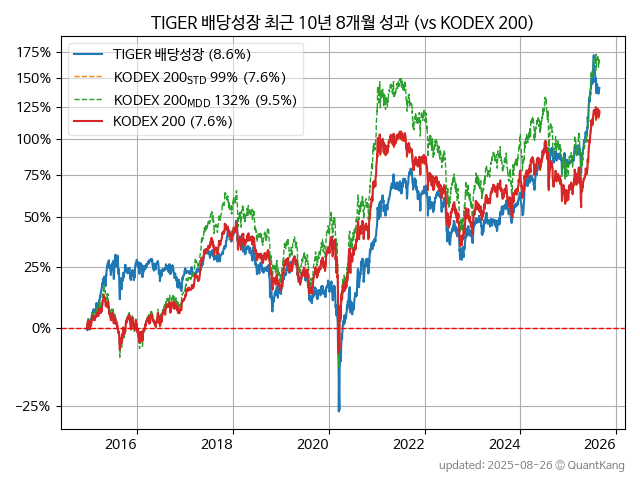 TIGER 배당성장 최근 10년 8개월 성과 (vs KODEX 200)
175%
150%
125%
100%
75%
50%
25%
0%
−25%
TIGER 배당성장 (8.6%)
KODEX 200STD 99% (7.6%)
KODEX 200MDD 132% (9.5%)
KODEX 200 (7.6%)
2016 2018 2020 2022 2024 2026
updated: 2025-08-26 © QuantKang